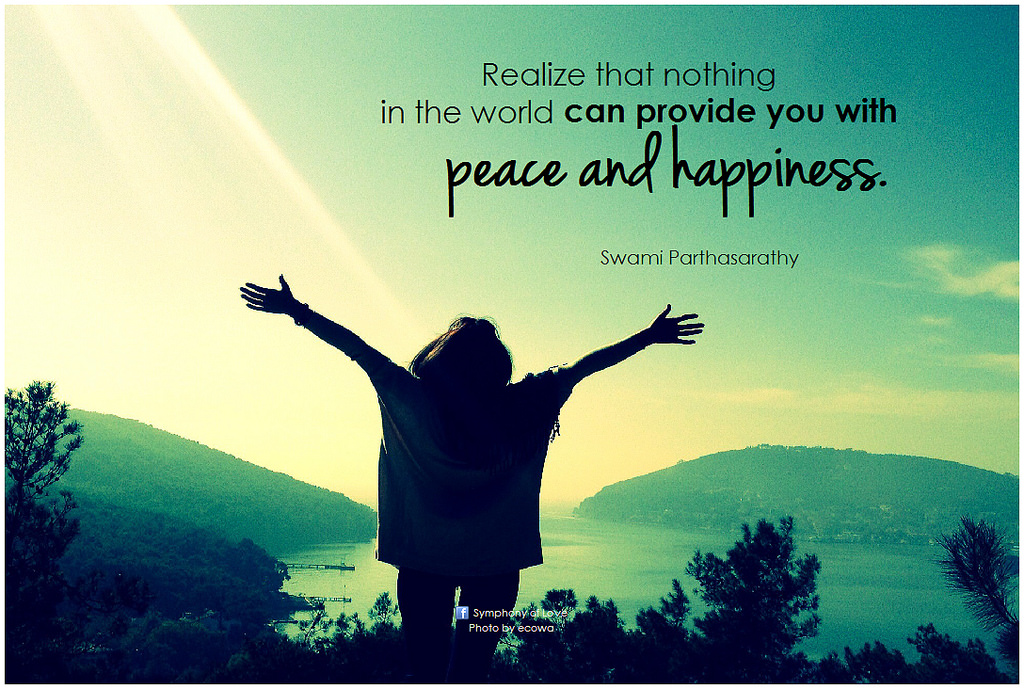 Realize that nothing
in the world can provide you with
peace and happiness.
Swami Parthasarathy
f Symphony of Love
Photo by ecowa